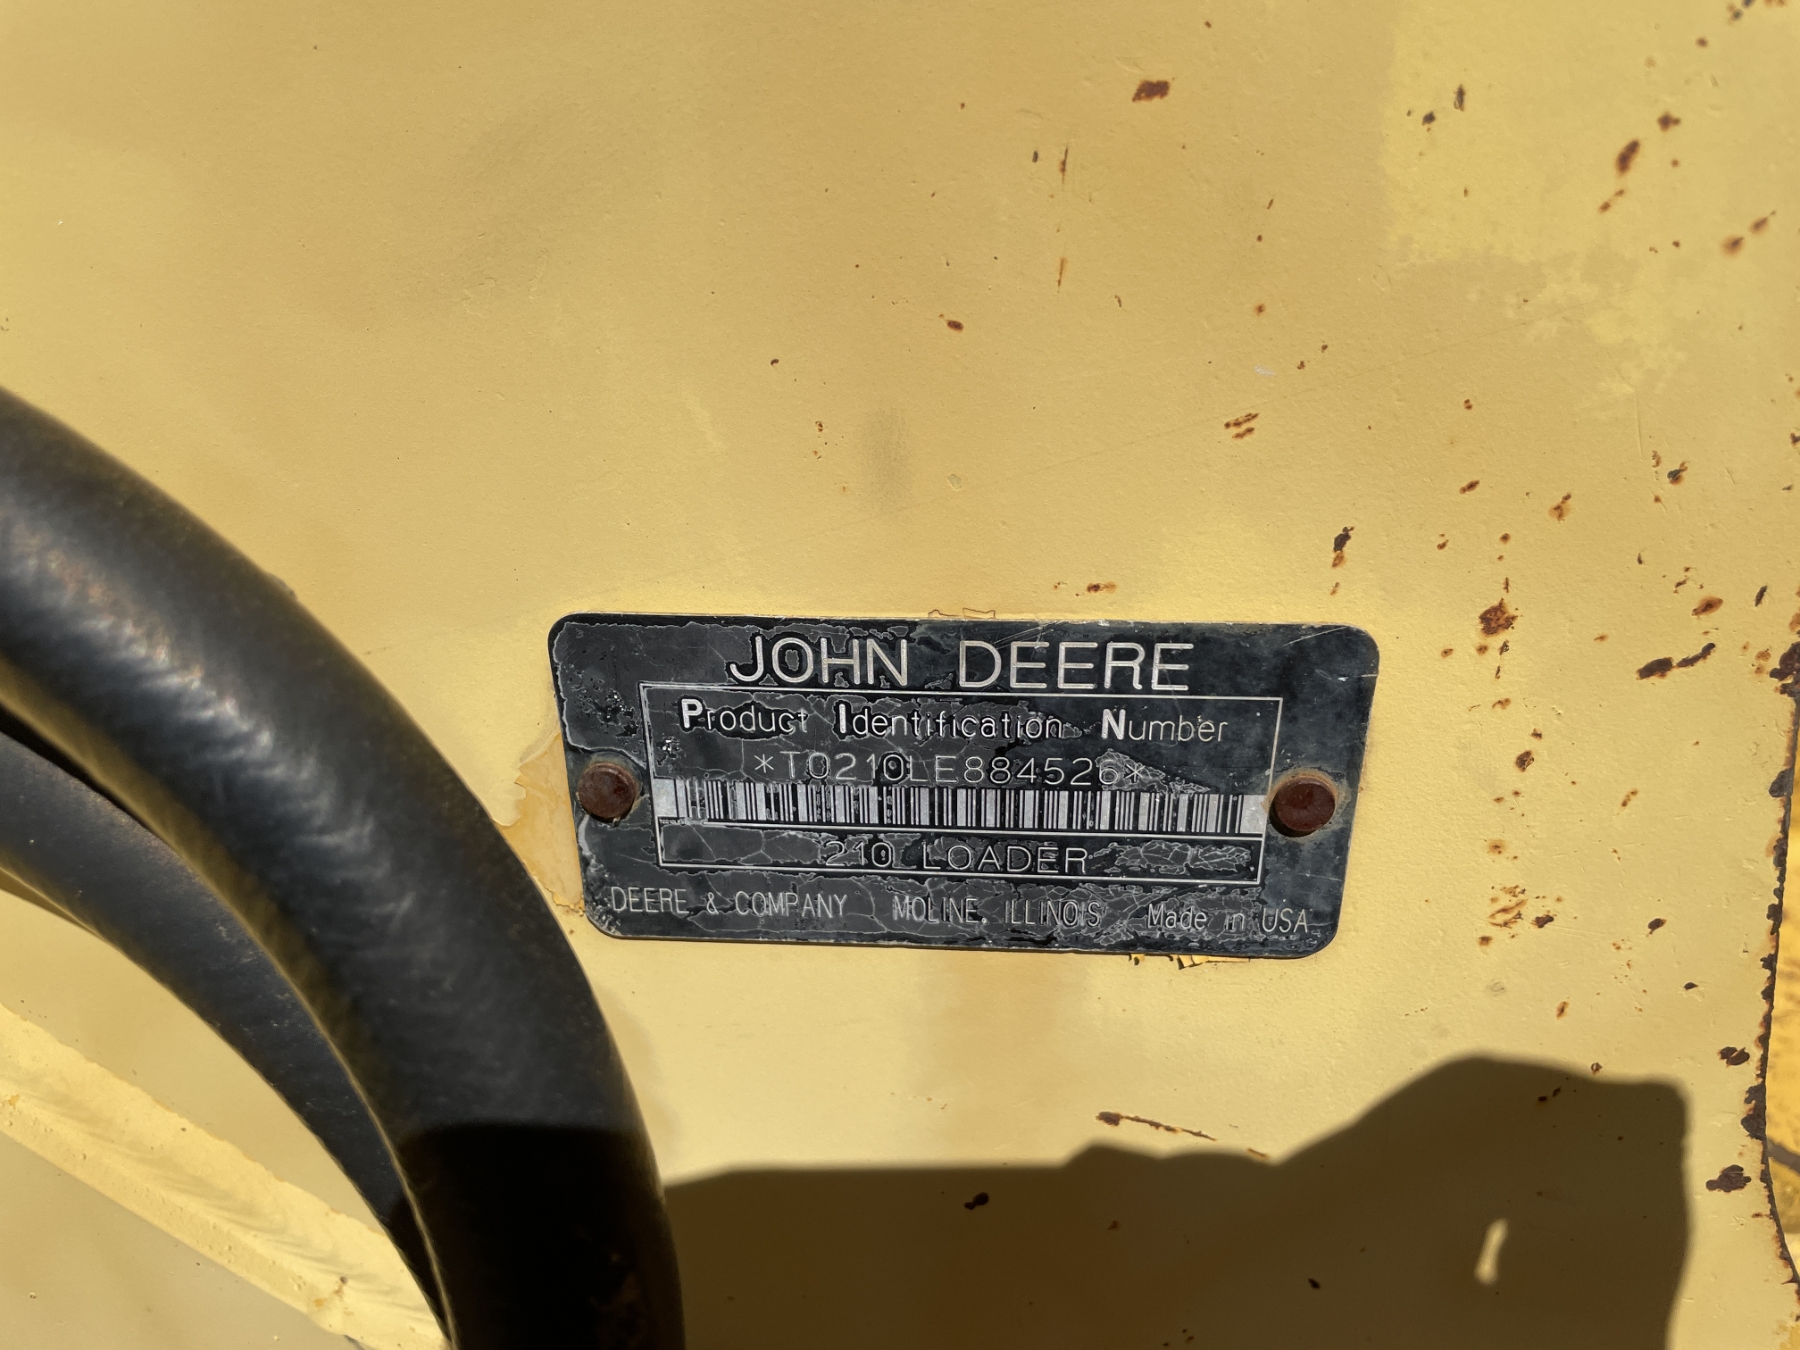 JOHN DEERE
Product Identification Number
*T0210LE884526*
210 LOADER
DEERE & COMPANY MOLINE, ILLINOIS Made in USA